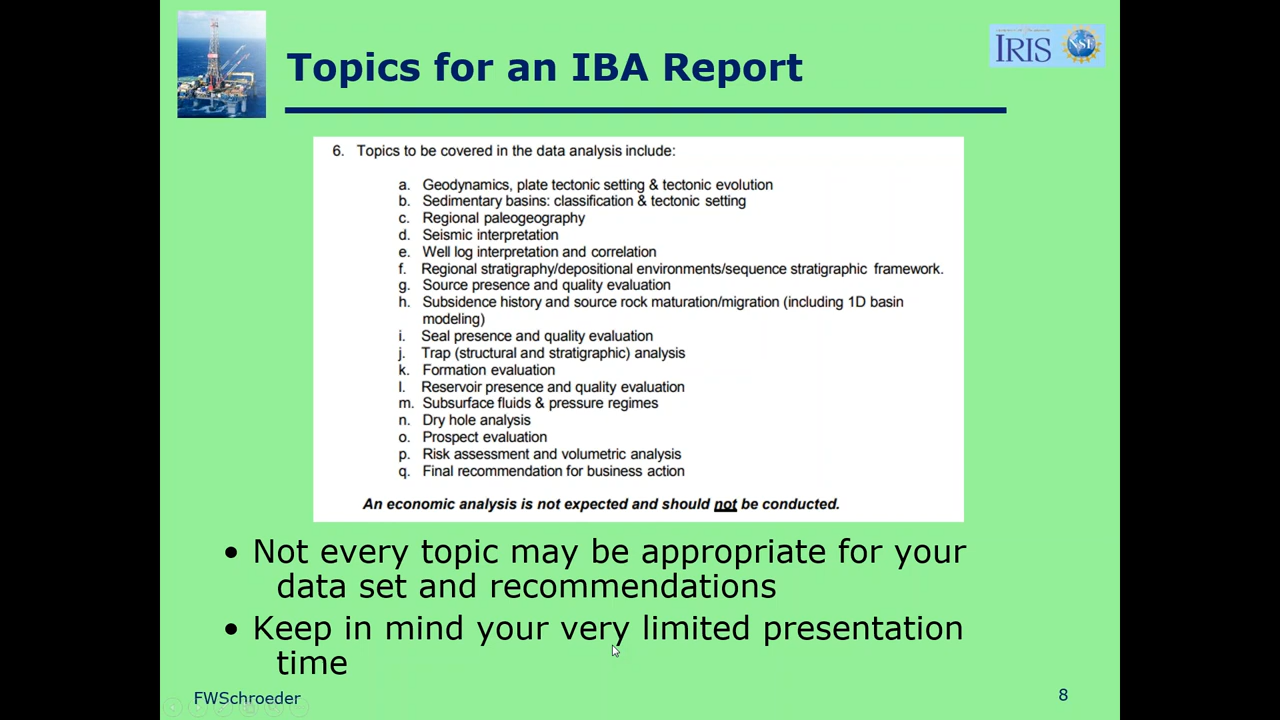 Topics for an IBA Report
IRIS
NSF
6. Topics to be covered in the data analysis include:
a. Geodynamics, plate tectonic setting & tectonic evolution
b. Sedimentary basins: classification & tectonic setting
c. Regional paleogeography
d. Seismic interpretation
e. Well log interpretation and correlation
f. Regional stratigraphy/depositional environments/sequence stratigraphic framework.
g. Source presence and quality evaluation
h. Subsidence history and source rock maturation/migration (including 1D basin
modeling)
i. Seal presence and quality evaluation
j. Trap (structural and stratigraphic) analysis
k. Formation evaluation
l. Reservoir presence and quality evaluation
m. Subsurface fluids & pressure regimes
n. Dry hole analysis
o. Prospect evaluation
p. Risk assessment and volumetric analysis
q. Final recommendation for business action
An economic analysis is not expected and should not be conducted.
• Not every topic may be appropriate for your
data set and recommendations
• Keep in mind your very limited presentation
time
FWSchroeder
8